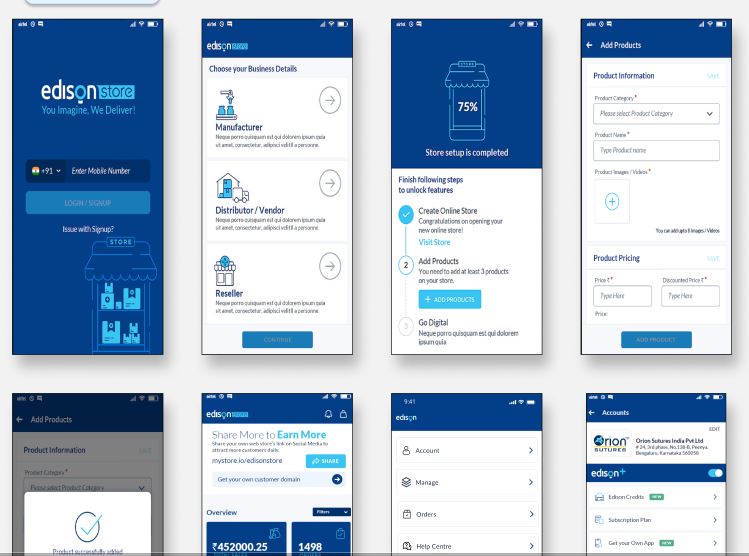 airtel
edison store
You Imagine, We Deliver!
+91
Enter Mobile Number
LOGIN / SIGNUP
Issue with Signup?
STORE
airtel
edison store
Choose your Business Details
Manufacturer
Neque porro quisquam est qui dolorem ipsum quia
sit amet, consectetur, adipisci velitll a personne.
Distributor / Vendor
Neque porro quisquam est qui dolorem ipsum quia
sit amet, consectetur, adipisci velitll a personne.
Reseller
Neque porro quisquam est qui dolorem ipsum quia
sit amet, consectetur, adipisci velitll a personne.
CONTINUE
airtel
STORE
75%
Store setup is completed
Finish following steps
to unlock features
Create Online Store
Congratulations on opening your
new online store!
Visit Store
2
Add Products
You need to add at least 3 products
on your store.
+ ADD PRODUCTS
3
Go Digital
Neque porro quisquam est qui dolorem
ipsum quia
airtel
Add Products
Product Information
SAVE
Product Category *
Please select Product Category
Product Name *
Type Product name
Product Images / Videos *
You can add upto 8 Images / Videos
Product Pricing
SAVE
Price ₹ *
Discounted Price ₹ *
Type Here
Type Here
Price:
ADD PRODUCT
airtel
Add Products
Product Information
SAVE
Product Category *
Please select Product Category
Product successfully added
airtel
edison store
Share More to Earn More
Share your own web store's link on Social Media to
attract more customers daily.
mystore.io/edisonstore
SHARE
Get your own customer domain
Overview
Filters
₹452000.25
1498
9:41
edison
Account
Manage
Orders
Help Centre
airtel
Accounts
EDIT
Orion
SUTURES
Orion Sutures India Pvt Ltd
# 24, 3rd phase, No.13B-B, Peenya,
Bengaluru, Karnataka 560058
edison+
Edison Credits NEW
Subscription Plan
Get your Own App NEW